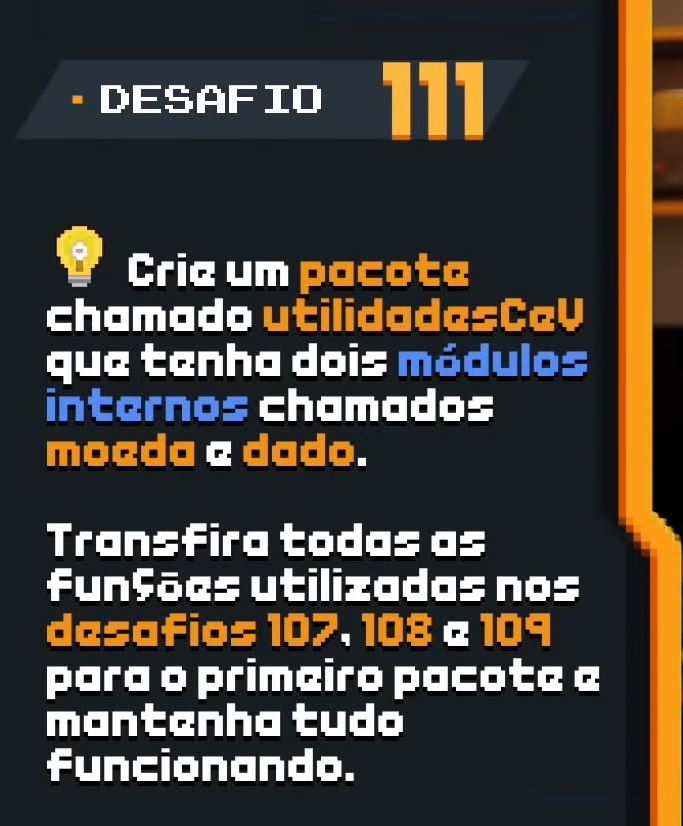 DESAFIO 111
Crie um pacote
chamado utilidadesCeV
que tenha dois módulos
internos chamados
moeda e dado.
Transfira todas as
funções utilizadas nos
desafios 107, 108 e 109
para o primeiro pacote e
mantenha tudo
funcionando.